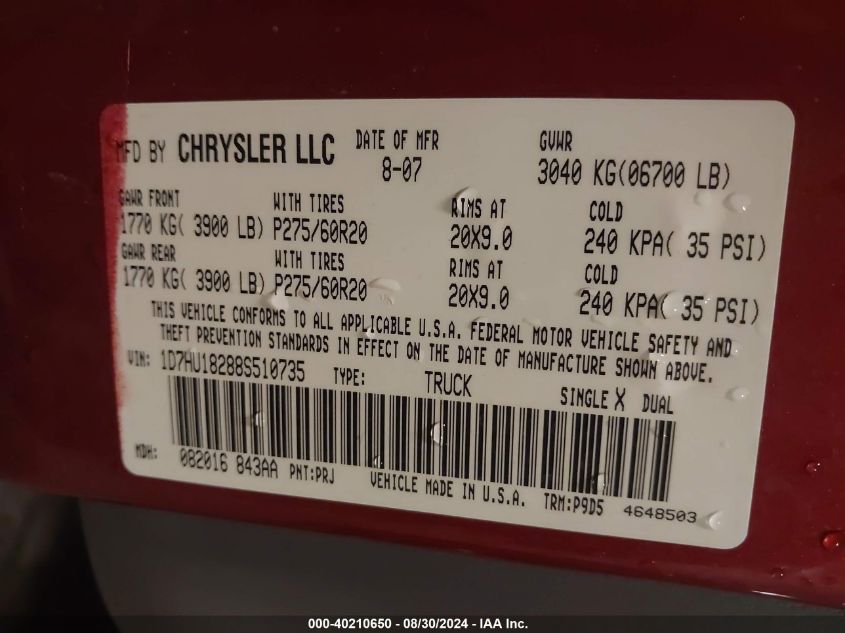 MFD BY CHRYSLER LLC DATE OF MFR 8-07 GVWR 3040 KG(06700 LB)
GAWR FRONT WITH TIRES RIMS AT COLD
1770 KG( 3900 LB) P275/60R20 20X9.0 240 KPA( 35 PSI)
GAWR REAR WITH TIRES RIMS AT COLD
1770 KG( 3900 LB) P275/60R20 20X9.0 240 KPA( 35 PSI)
THIS VEHICLE CONFORMS TO ALL APPLICABLE U.S.A. FEDERAL MOTOR VEHICLE SAFETY AND
THEFT PREVENTION STANDARDS IN EFFECT ON THE DATE OF MANUFACTURE SHOWN ABOVE.
VIN: 1D7HU18288S510735 TYPE: TRUCK SINGLE X DUAL
MDH: 082016 843AA PNT:PRJ VEHICLE MADE IN U.S.A. TRM:P9D5 4648503
000-40210650 - 08/30/2024 - IAA Inc.